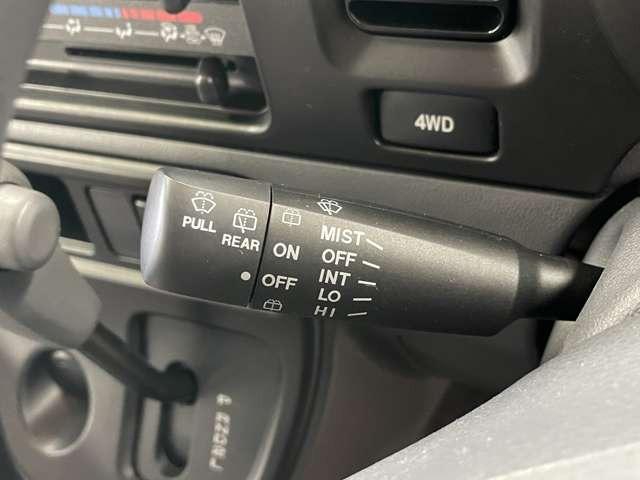 4WD
PULL
REAR
ON
OFF
MIST
OFF
INT
LO
HI